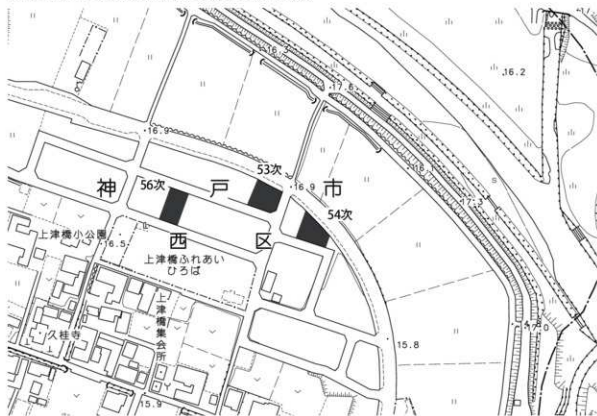 16.3
17.6
16.2
16.9
53次
16.9
神戸市
56次
54次
西区
上津橋小公園
16.5
上津橋ふれあい
ひろば
上津橋集会所
久桂寺
15.8
15.9